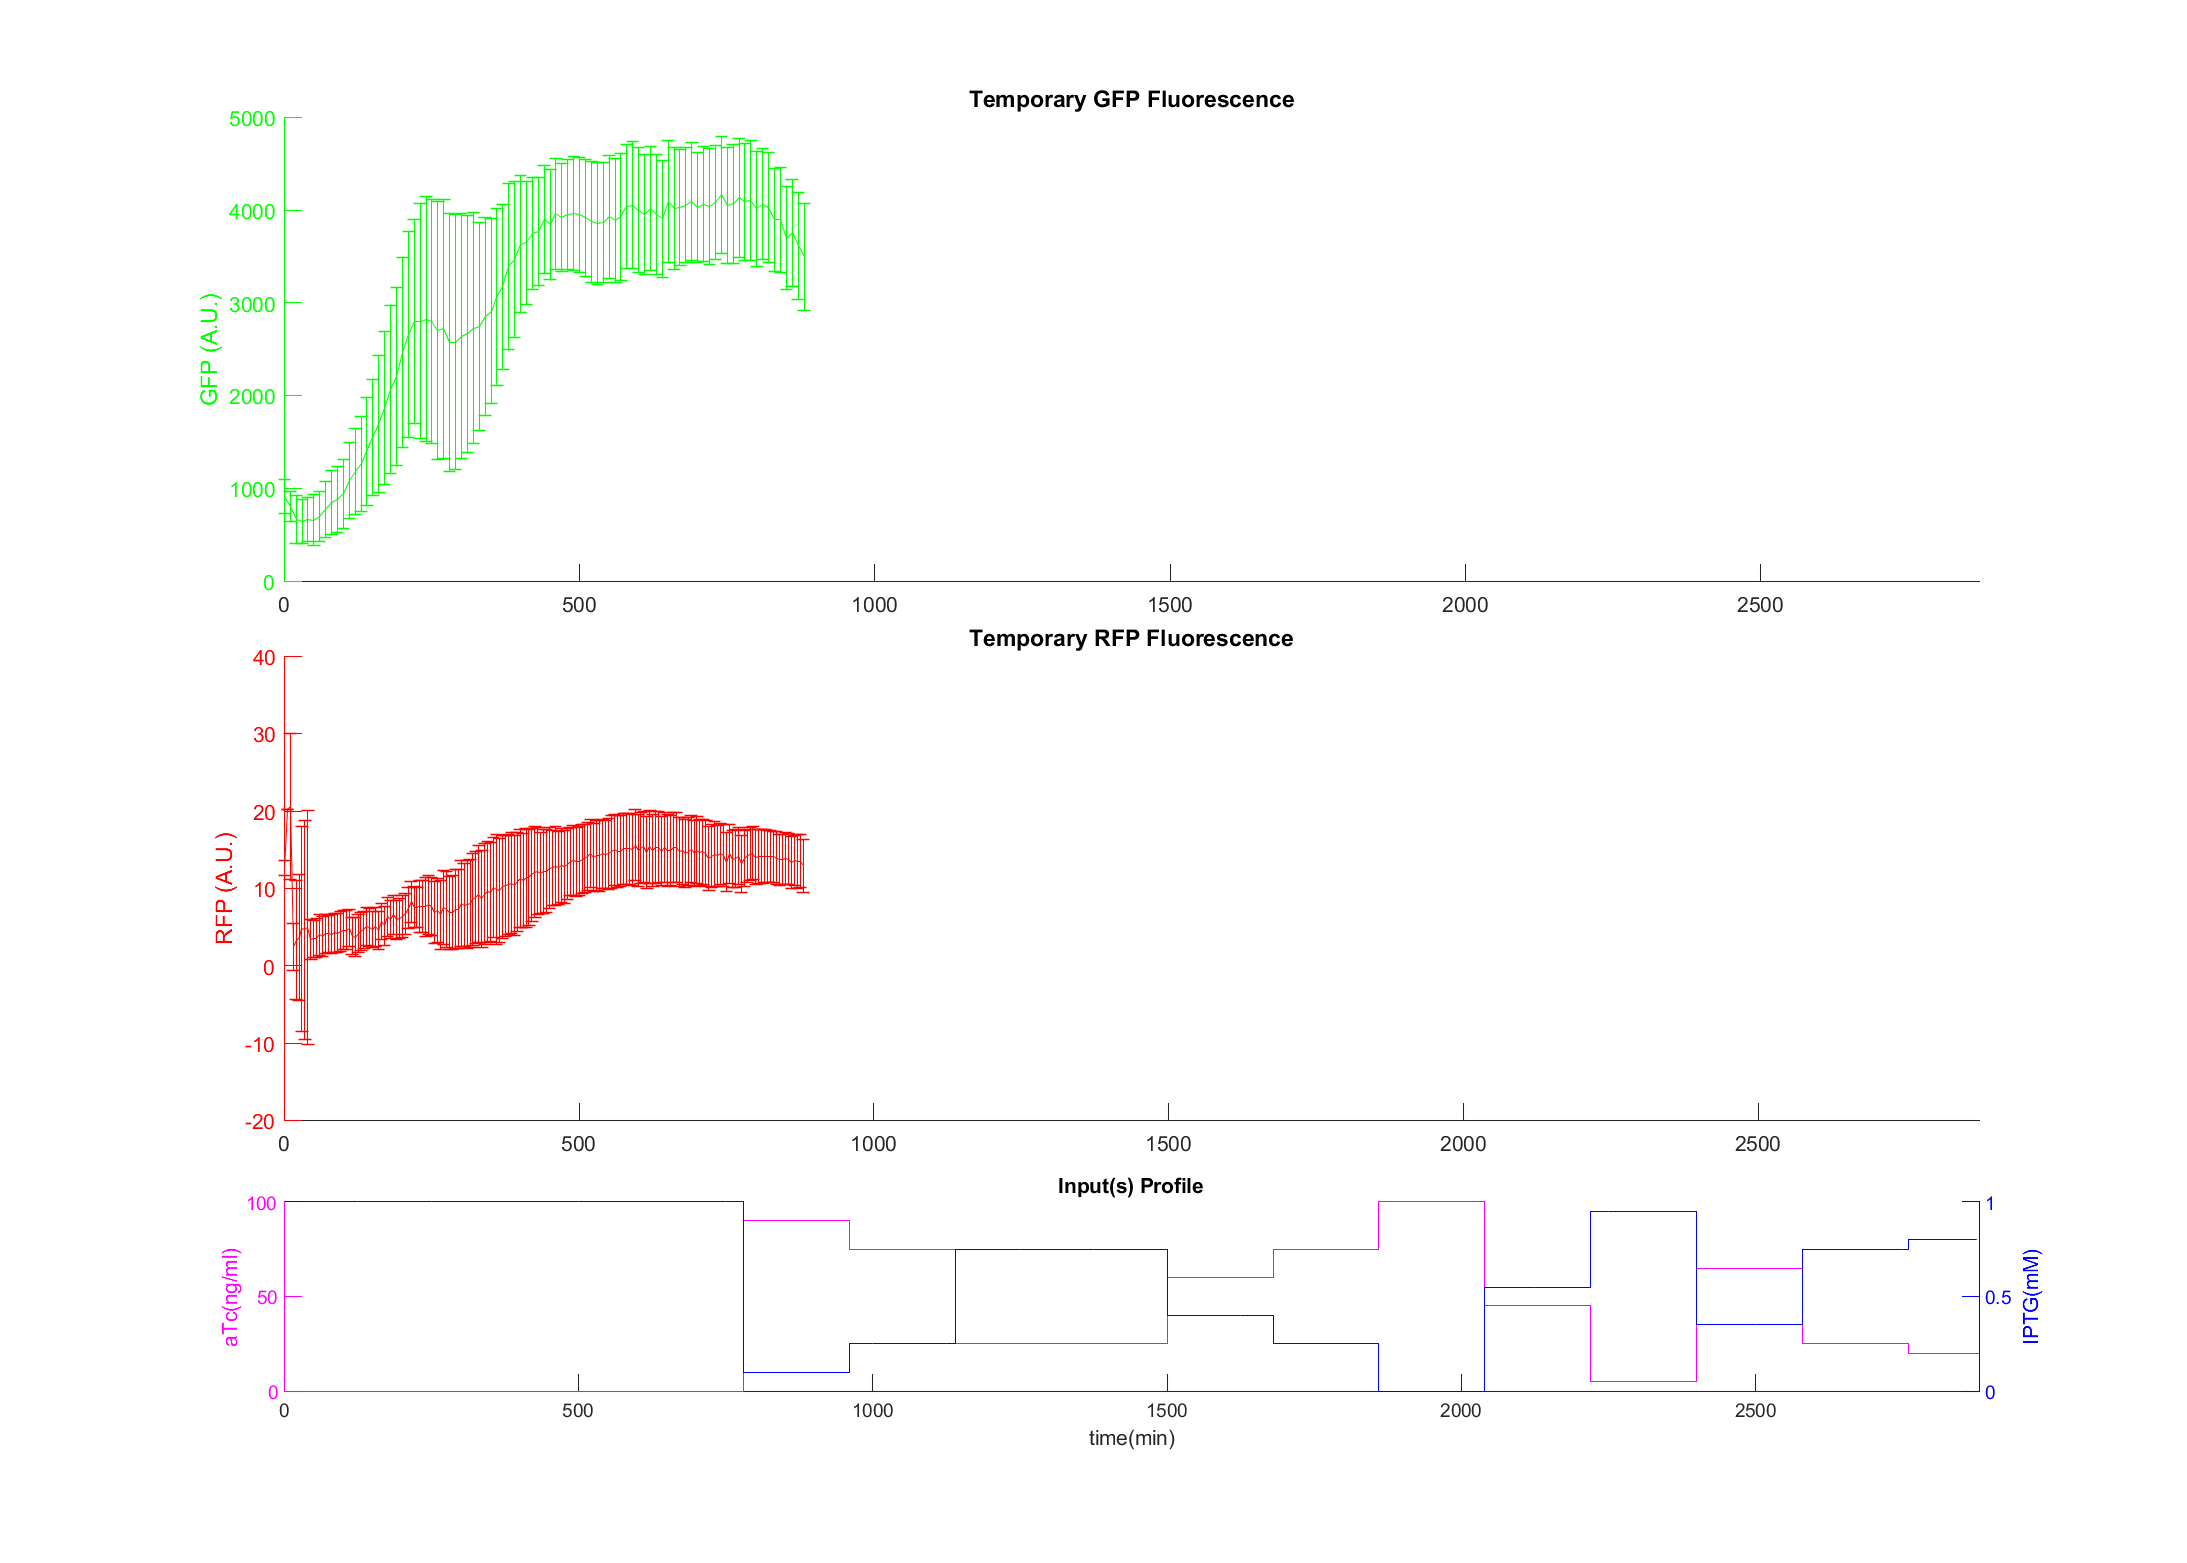 Temporary GFP Fluorescence
GFP (A.U.)
5000
4000
3000
2000
1000
0
0 500 1000 1500 2000 2500
Temporary RFP Fluorescence
RFP (A.U.)
40
30
20
10
0
-10
-20
0 500 1000 1500 2000 2500
Input(s) Profile
aTc(ng/ml)
100
50
0
1
0.5
0
IPTG(mM)
0 500 1000 1500 2000 2500
time(min)